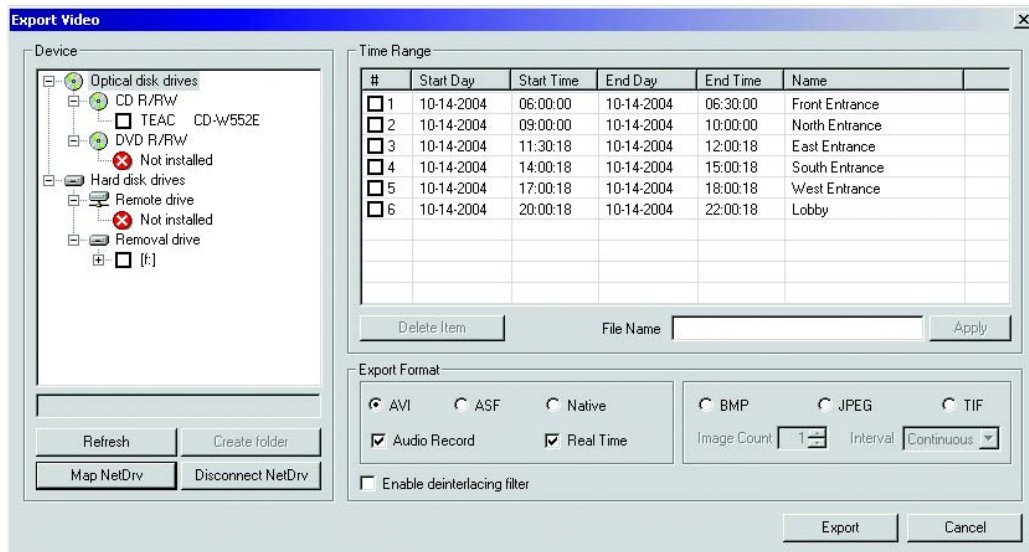 Export Video
X
Device
Optical disk drives
CD R/RW
TEAC CD-W552E
DVD R/RW
Not installed
Hard disk drives
Remote drive
Not installed
Removal drive
[f:]
Refresh
Create folder
Map NetDrv
Disconnect NetDrv
Time Range
# Start Day Start Time End Day End Time Name
1 10-14-2004 06:00:00 10-14-2004 06:30:00 Front Entrance
2 10-14-2004 09:00:00 10-14-2004 10:00:00 North Entrance
3 10-14-2004 11:30:18 10-14-2004 12:00:18 East Entrance
4 10-14-2004 14:00:18 10-14-2004 15:00:18 South Entrance
5 10-14-2004 17:00:18 10-14-2004 18:00:18 West Entrance
6 10-14-2004 20:00:18 10-14-2004 22:00:18 Lobby
Delete Item File Name Apply
Export Format
AVI ASF Native BMP JPEG TIF
Audio Record Real Time Image Count 1 Interval Continuous
Enable deinterlacing filter
Export Cancel